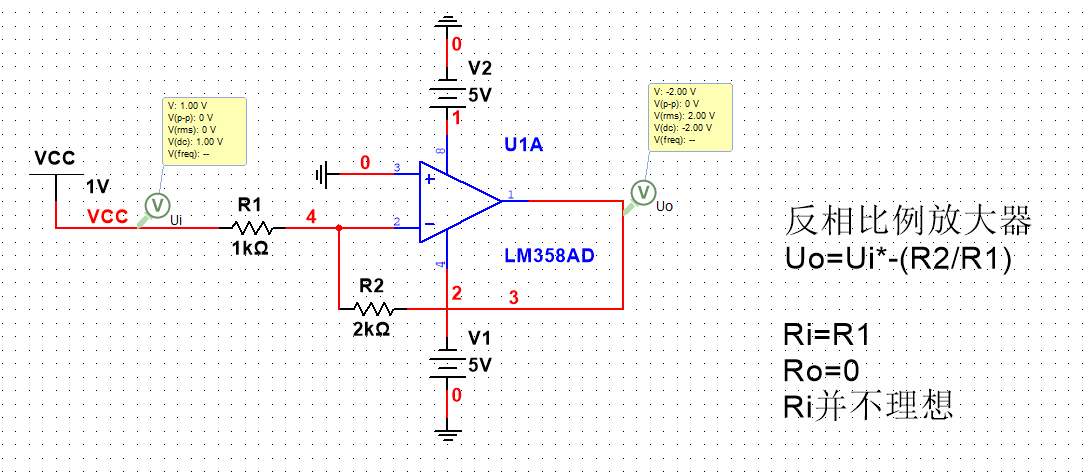 0
V2
5V
1
V: 1.00 V
V(p-p): 0 V
V(rms): 0 V
V(dc): 1.00 V
V(freq): --
V: -2.00 V
V(p-p): 0 V
V(rms): 2.00 V
V(dc): -2.00 V
V(freq): --
8
U1A
VCC
1V
0
3
+
1
V
Ui
V
Uo
VCC
R1
1kΩ
4
2
−
LM358AD
4
R2
2kΩ
2
3
V1
5V
0
反相比例放大器
Uo=Ui*-(R2/R1)
Ri=R1
Ro=0
Ri并不理想